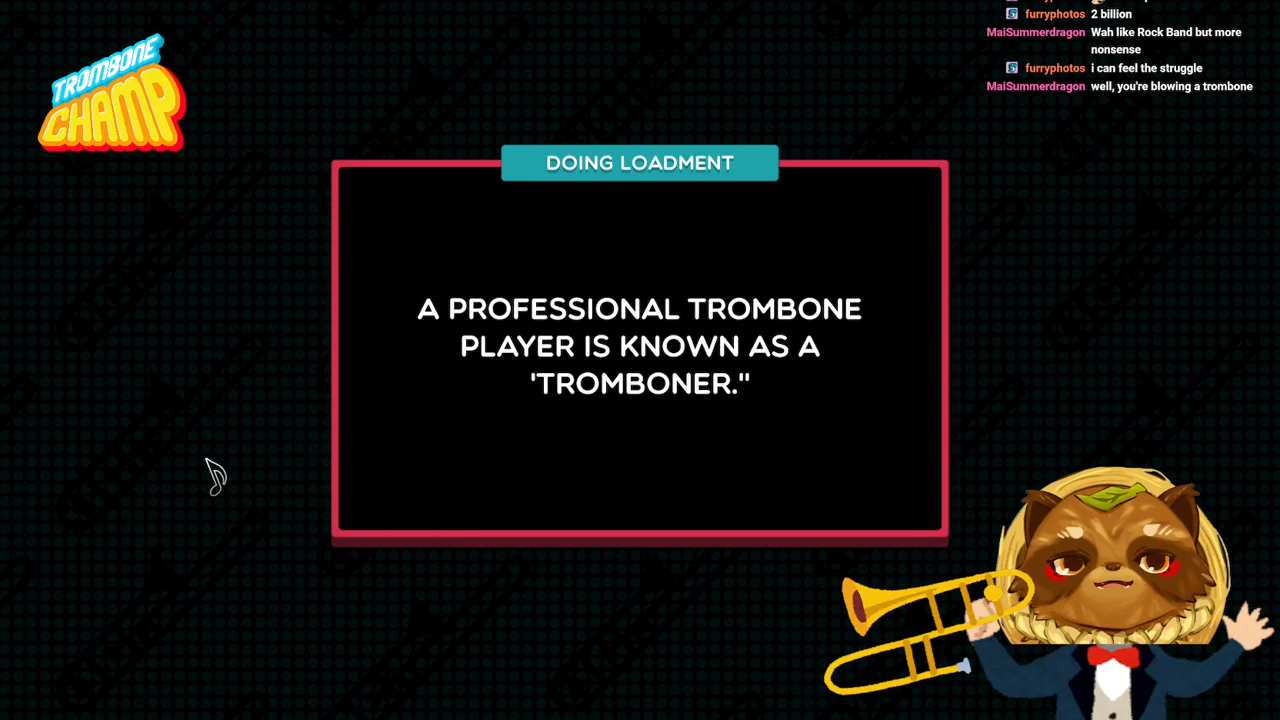 furryphotos 2 billion
MaiSummerdragon Wah like Rock Band but more
nonsense
furryphotos i can feel the struggle
MaiSummerdragon well, you're blowing a trombone
TROMBONE
CHAMP
DOING LOADMENT
A PROFESSIONAL TROMBONE
PLAYER IS KNOWN AS A
'TROMBONER."